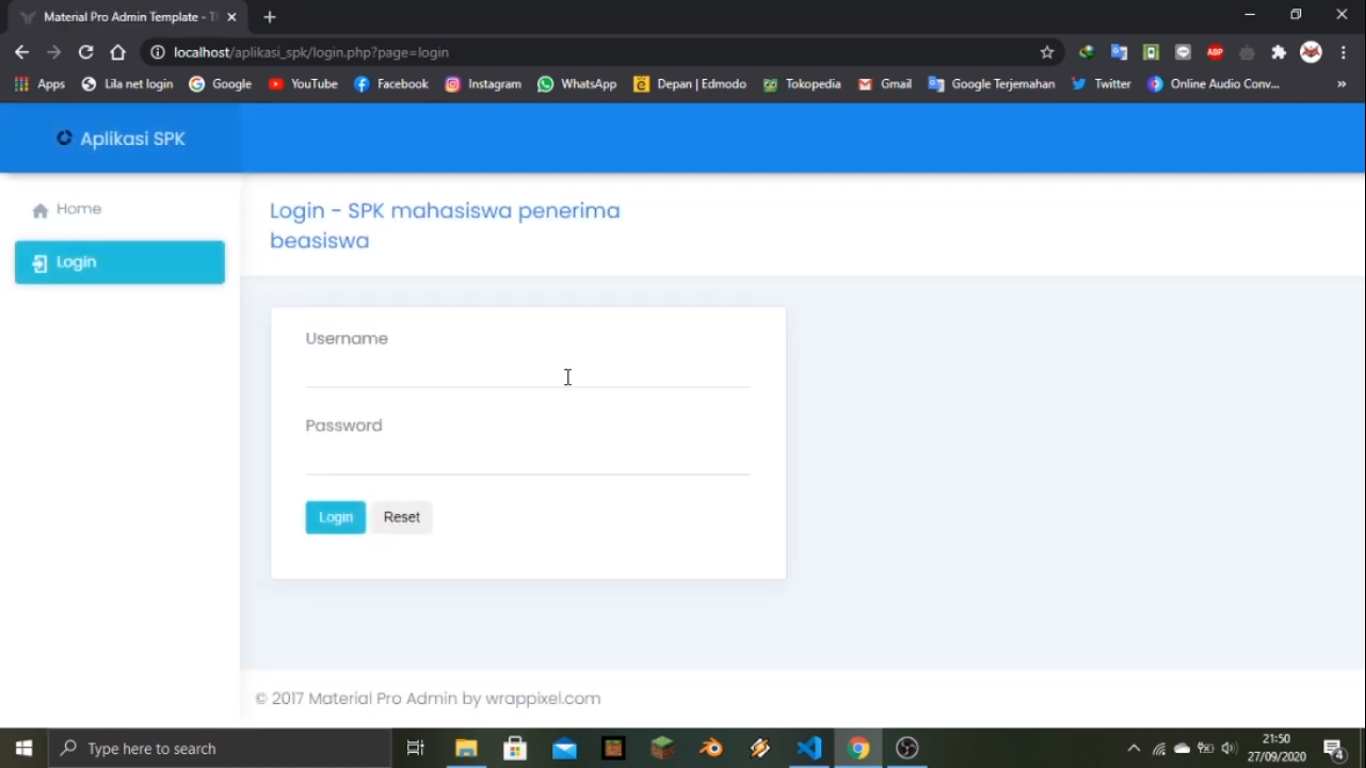 Material Pro Admin Template - T
localhost/aplikasi_spk/login.php?page=login
Apps Lila net login Google YouTube Facebook Instagram WhatsApp Depan | Edmodo Tokopedia Gmail Google Terjemahan Twitter Online Audio Conv... »
Aplikasi SPK
Home
Login
Login - SPK mahasiswa penerima
beasiswa
Username
Password
Login Reset
© 2017 Material Pro Admin by wrappixel.com
Type here to search
21:50
27/09/2020
4
ABP